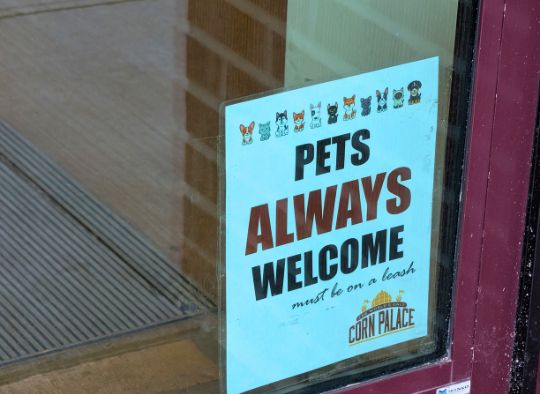 PETS
ALWAYS
WELCOME
must be on a leash
CORN PALACE